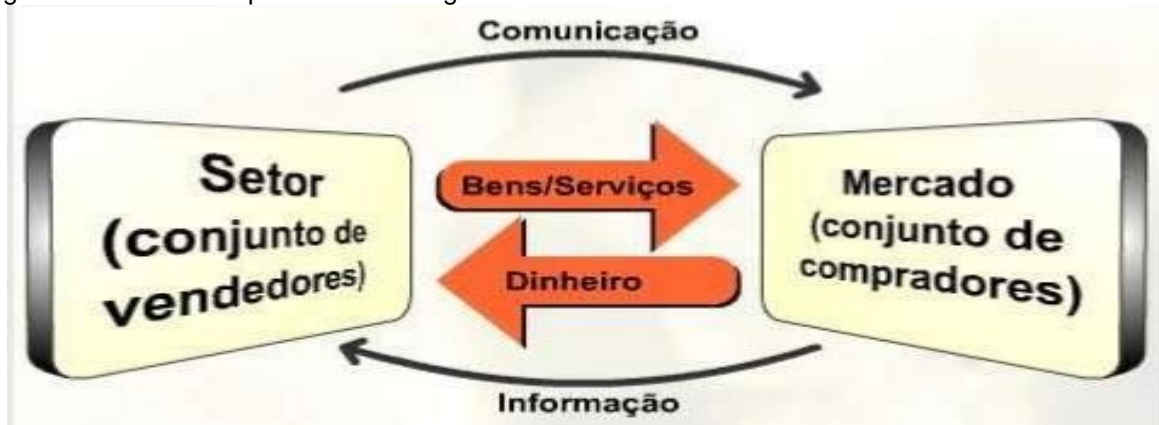 Comunicação
Setor
(conjunto de
vendedores)
Bens/Serviços
Dinheiro
Mercado
(conjunto de
compradores)
Informação